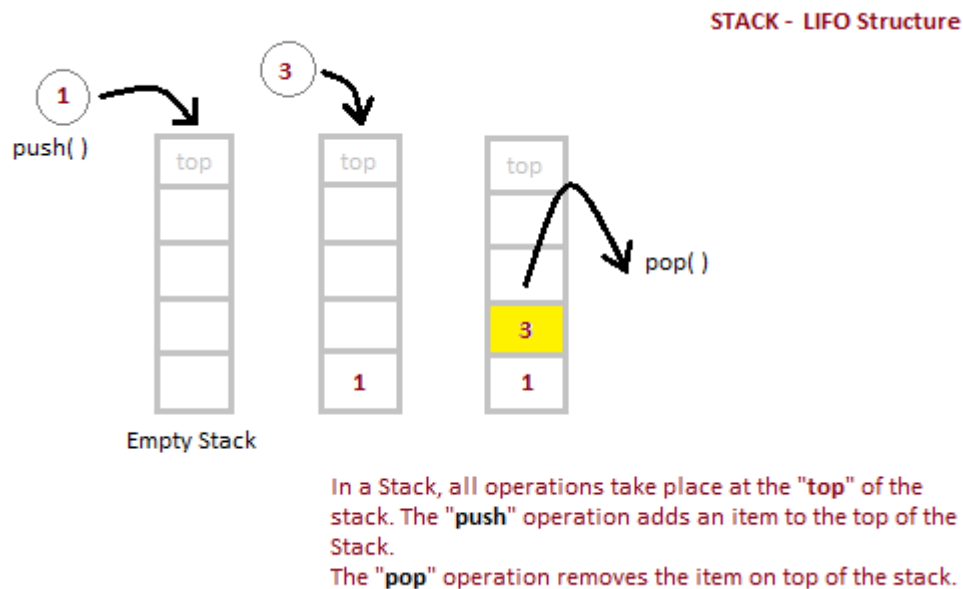 STACK - LIFO Structure
1
3
push( )
top
top
top
pop( )
3
1
1
Empty Stack
In a Stack, all operations take place at the "top" of the
stack. The "push" operation adds an item to the top of the
Stack.
The "pop" operation removes the item on top of the stack.